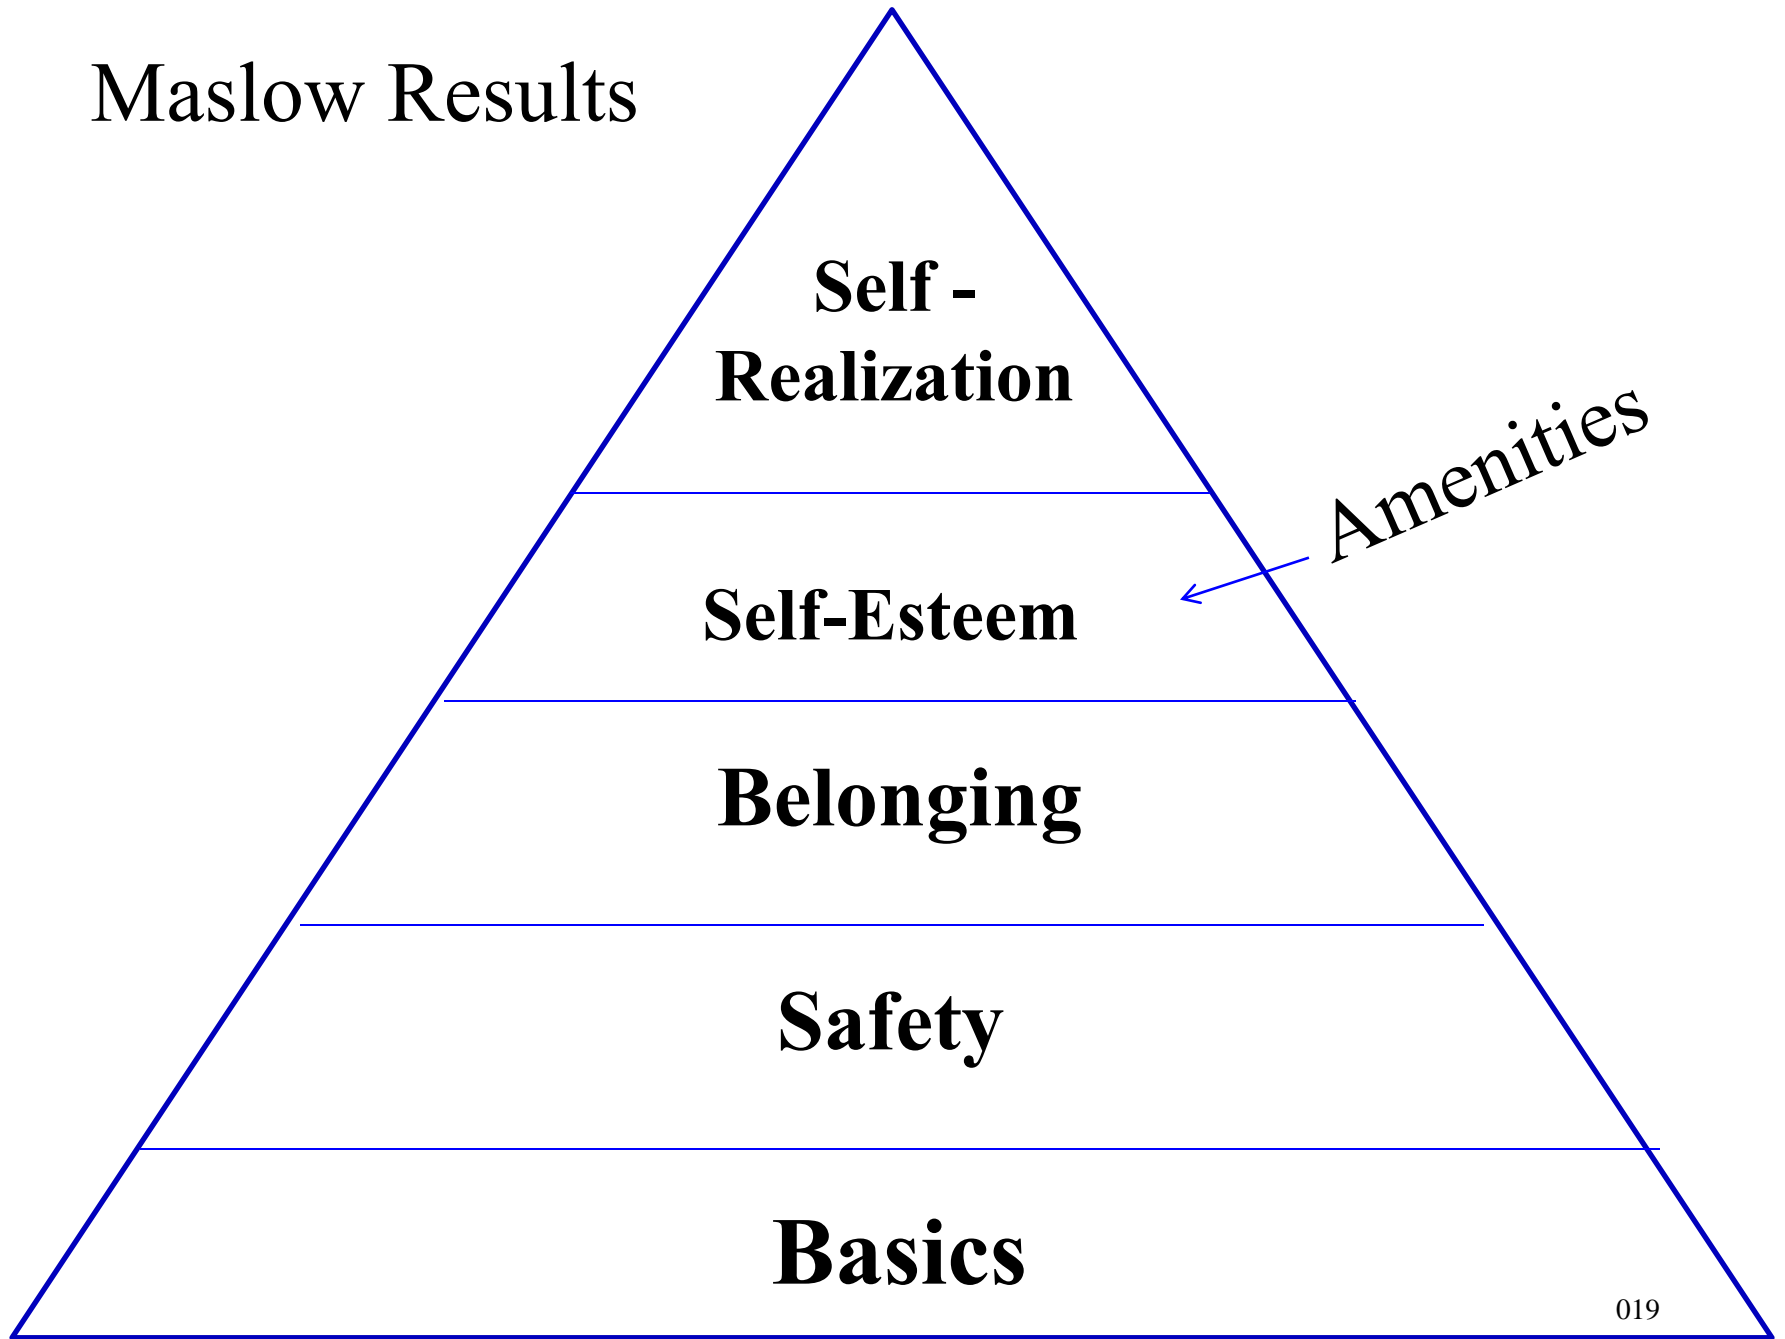 Maslow Results
Self -
Realization
Amenities
Self-Esteem
Belonging
Safety
Basics
019